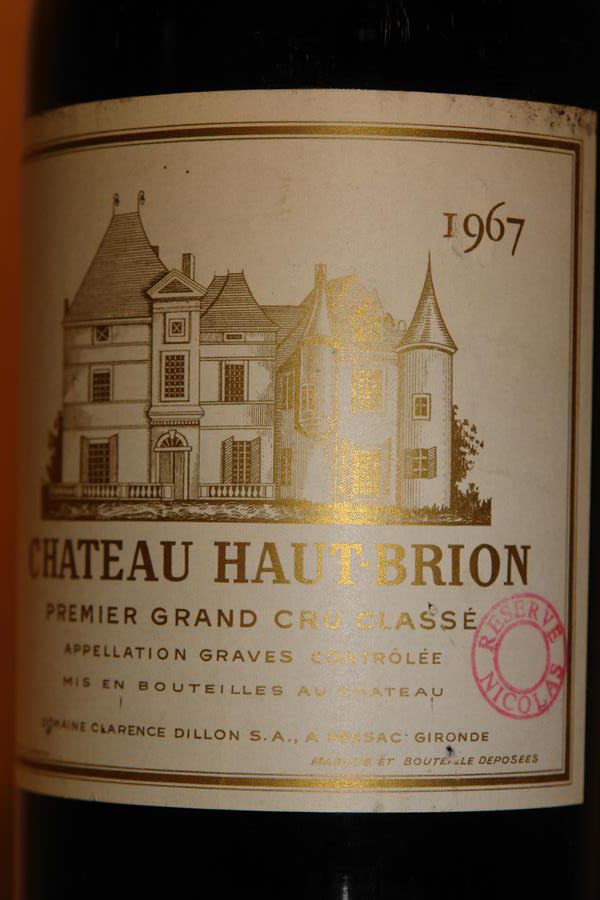 1967
CHATEAU HAUT-BRION
PREMIER GRAND CRU CLASSÉ
APPELLATION GRAVES CONTRÔLÉE
MIS EN BOUTEILLES AU CHATEAU
DOMAINE CLARENCE DILLON S.A., A PESSAC GIRONDE
MARQUE ET BOUTEILLE DEPOSÉES
RESERVE
NICOLAS